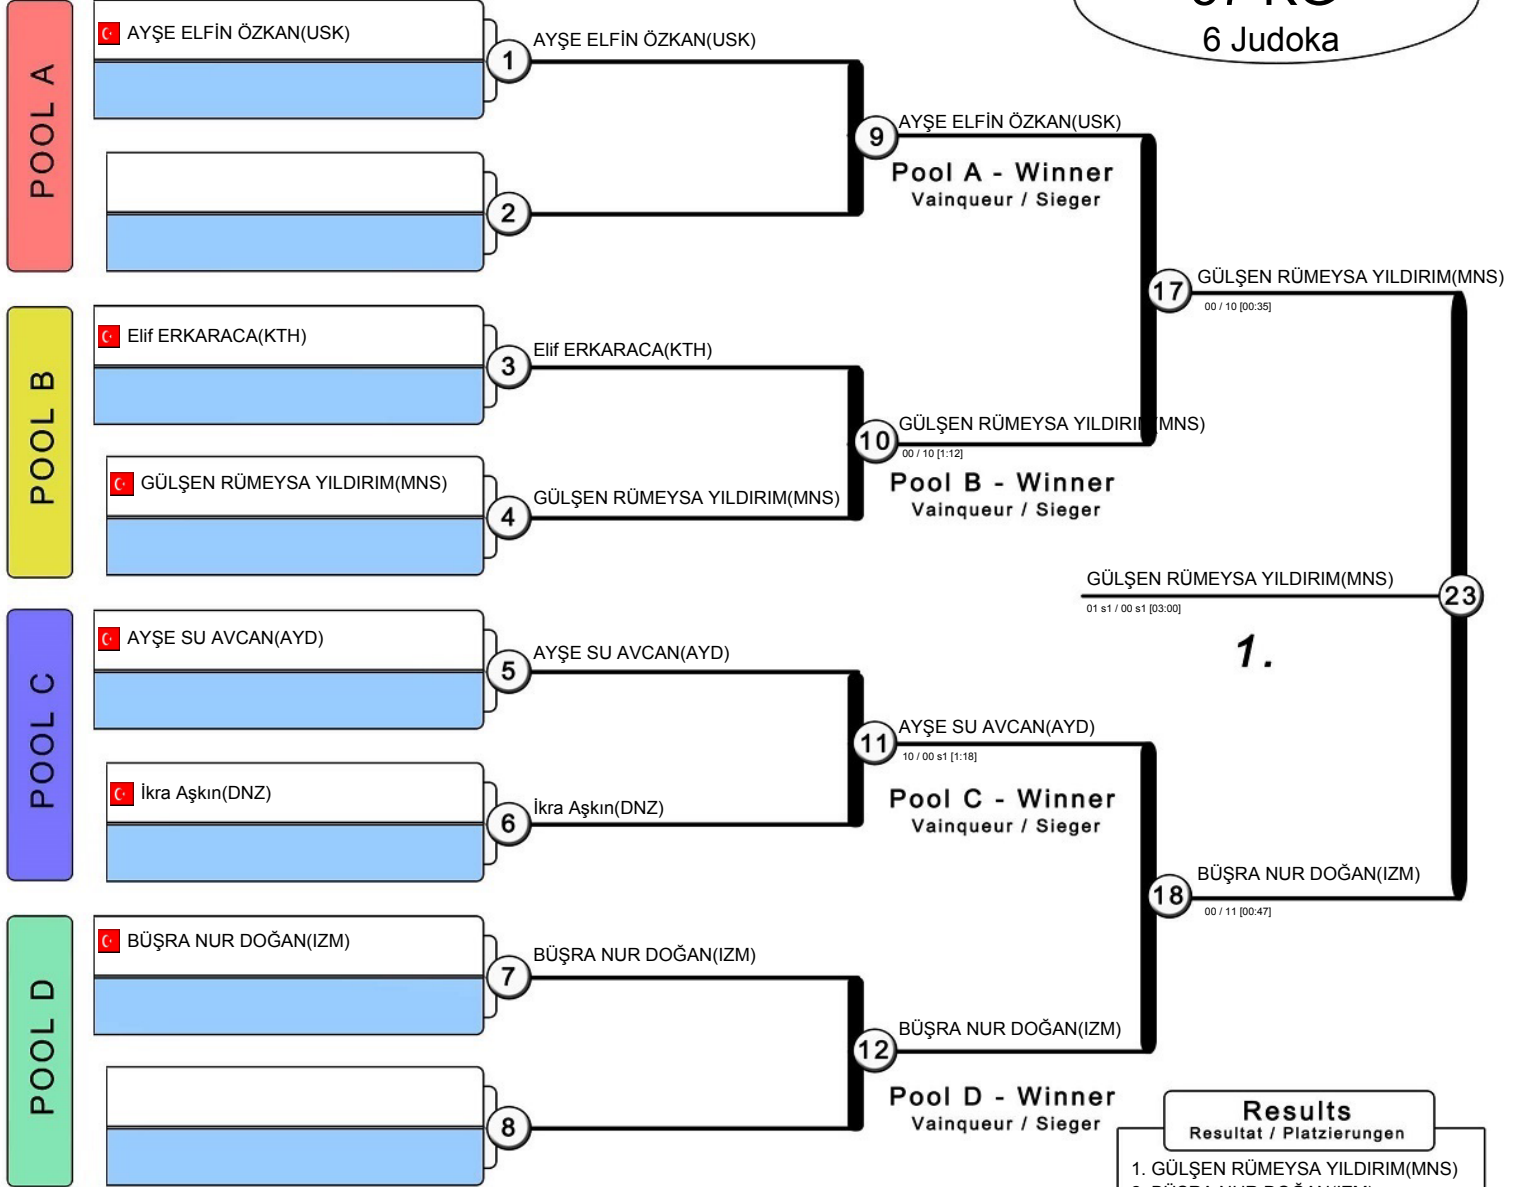 KG
6 Judoka
POOL A
AYŞE ELFİN ÖZKAN(USK)
1
AYŞE ELFİN ÖZKAN(USK)
2
9
AYŞE ELFİN ÖZKAN(USK)
Pool A - Winner
Vainqueur / Sieger
POOL B
Elif ERKARACA(KTH)
3
Elif ERKARACA(KTH)
GÜLŞEN RÜMEYSA YILDIRIM(MNS)
4
GÜLŞEN RÜMEYSA YILDIRIM(MNS)
10
GÜLŞEN RÜMEYSA YILDIRIM(MNS)
00 / 10 [1:12]
Pool B - Winner
Vainqueur / Sieger
17
GÜLŞEN RÜMEYSA YILDIRIM(MNS)
00 / 10 [00:35]
GÜLŞEN RÜMEYSA YILDIRIM(MNS)
23
01 s1 / 00 s1 [03:00]
1.
POOL C
AYŞE SU AVCAN(AYD)
5
AYŞE SU AVCAN(AYD)
İkra Aşkın(DNZ)
6
İkra Aşkın(DNZ)
11
AYŞE SU AVCAN(AYD)
10 / 00 s1 [1:18]
Pool C - Winner
Vainqueur / Sieger
18
BÜŞRA NUR DOĞAN(IZM)
00 / 11 [00:47]
POOL D
BÜŞRA NUR DOĞAN(IZM)
7
BÜŞRA NUR DOĞAN(IZM)
8
12
BÜŞRA NUR DOĞAN(IZM)
Pool D - Winner
Vainqueur / Sieger
Results
Resultat / Platzierungen
1. GÜLŞEN RÜMEYSA YILDIRIM(MNS)
2. BÜŞRA NUR DOĞAN(IZM)